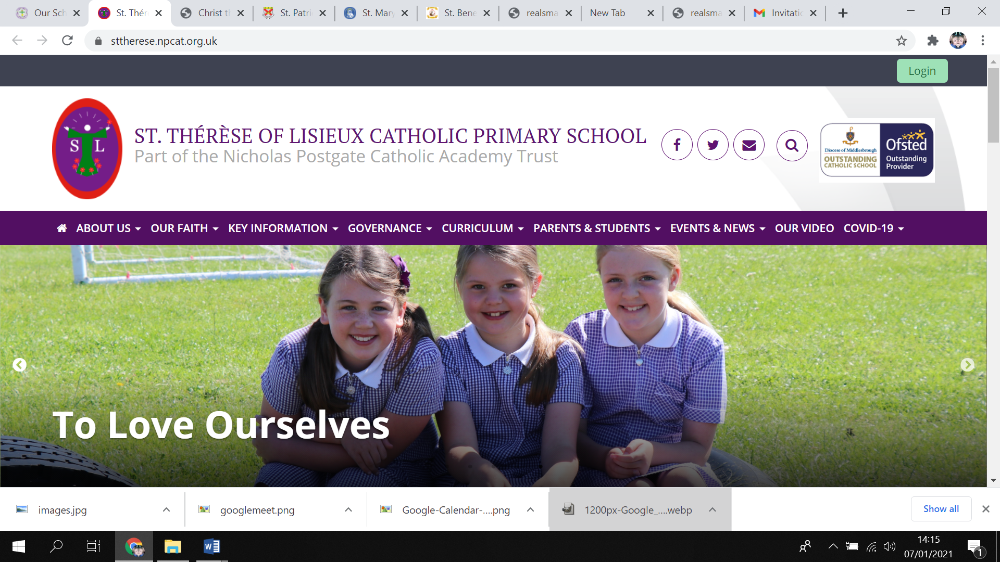 Our Sch
St. Thér
Christ th
St. Patri
St. Mary
St. Bene
realsma
New Tab
realsma
Invitatio
sttherese.npcat.org.uk
Login
S L
ST. THÉRÈSE OF LISIEUX CATHOLIC PRIMARY SCHOOL
Part of the Nicholas Postgate Catholic Academy Trust
Diocese of Middlesbrough
OUTSTANDING
CATHOLIC SCHOOL
Ofsted
Outstanding
Provider
ABOUT US OUR FAITH KEY INFORMATION GOVERNANCE CURRICULUM PARENTS & STUDENTS EVENTS & NEWS OUR VIDEO COVID-19
To Love Ourselves
images.jpg
googlemeet.png
Google-Calendar-....png
1200px-Google_....webp
Show all
14:15
07/01/2021
1